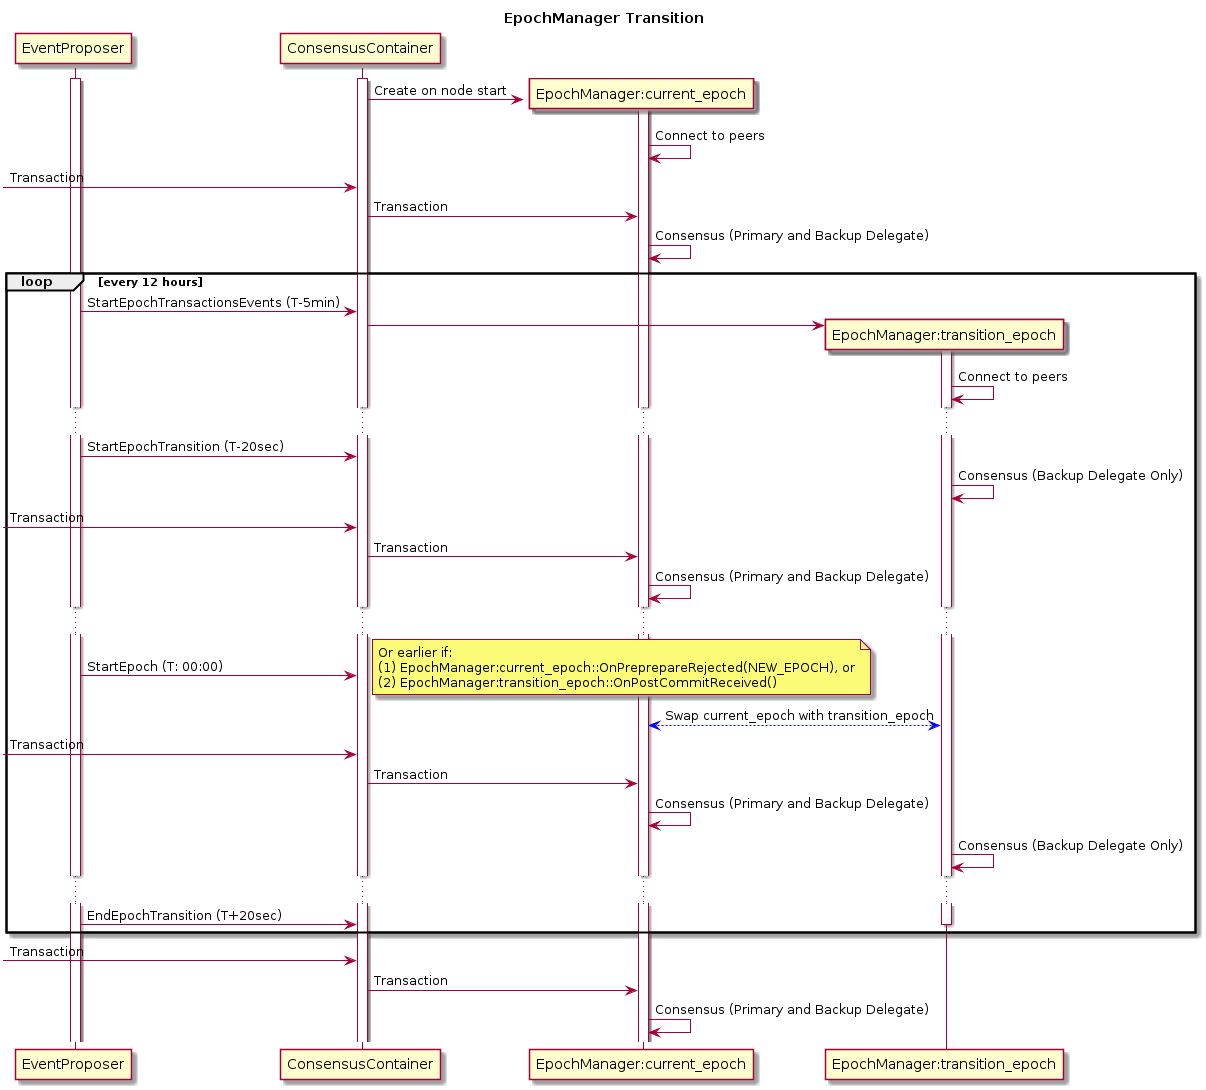 EpochManager Transition
EventProposer
ConsensusContainer
Create on node start
EpochManager:current_epoch
Connect to peers
Transaction
Transaction
Consensus (Primary and Backup Delegate)
loop
[every 12 hours]
StartEpochTransactionsEvents (T-5min)
EpochManager:transition_epoch
Connect to peers
StartEpochTransition (T-20sec)
Consensus (Backup Delegate Only)
Transaction
Transaction
Consensus (Primary and Backup Delegate)
StartEpoch (T: 00:00)
Or earlier if:
(1) EpochManager:current_epoch::OnPreprepareRejected(NEW_EPOCH), or
(2) EpochManager:transition_epoch::OnPostCommitReceived()
Swap current_epoch with transition_epoch
Transaction
Transaction
Consensus (Primary and Backup Delegate)
Consensus (Backup Delegate Only)
EndEpochTransition (T+20sec)
Transaction
Transaction
Consensus (Primary and Backup Delegate)
EventProposer
ConsensusContainer
EpochManager:current_epoch
EpochManager:transition_epoch